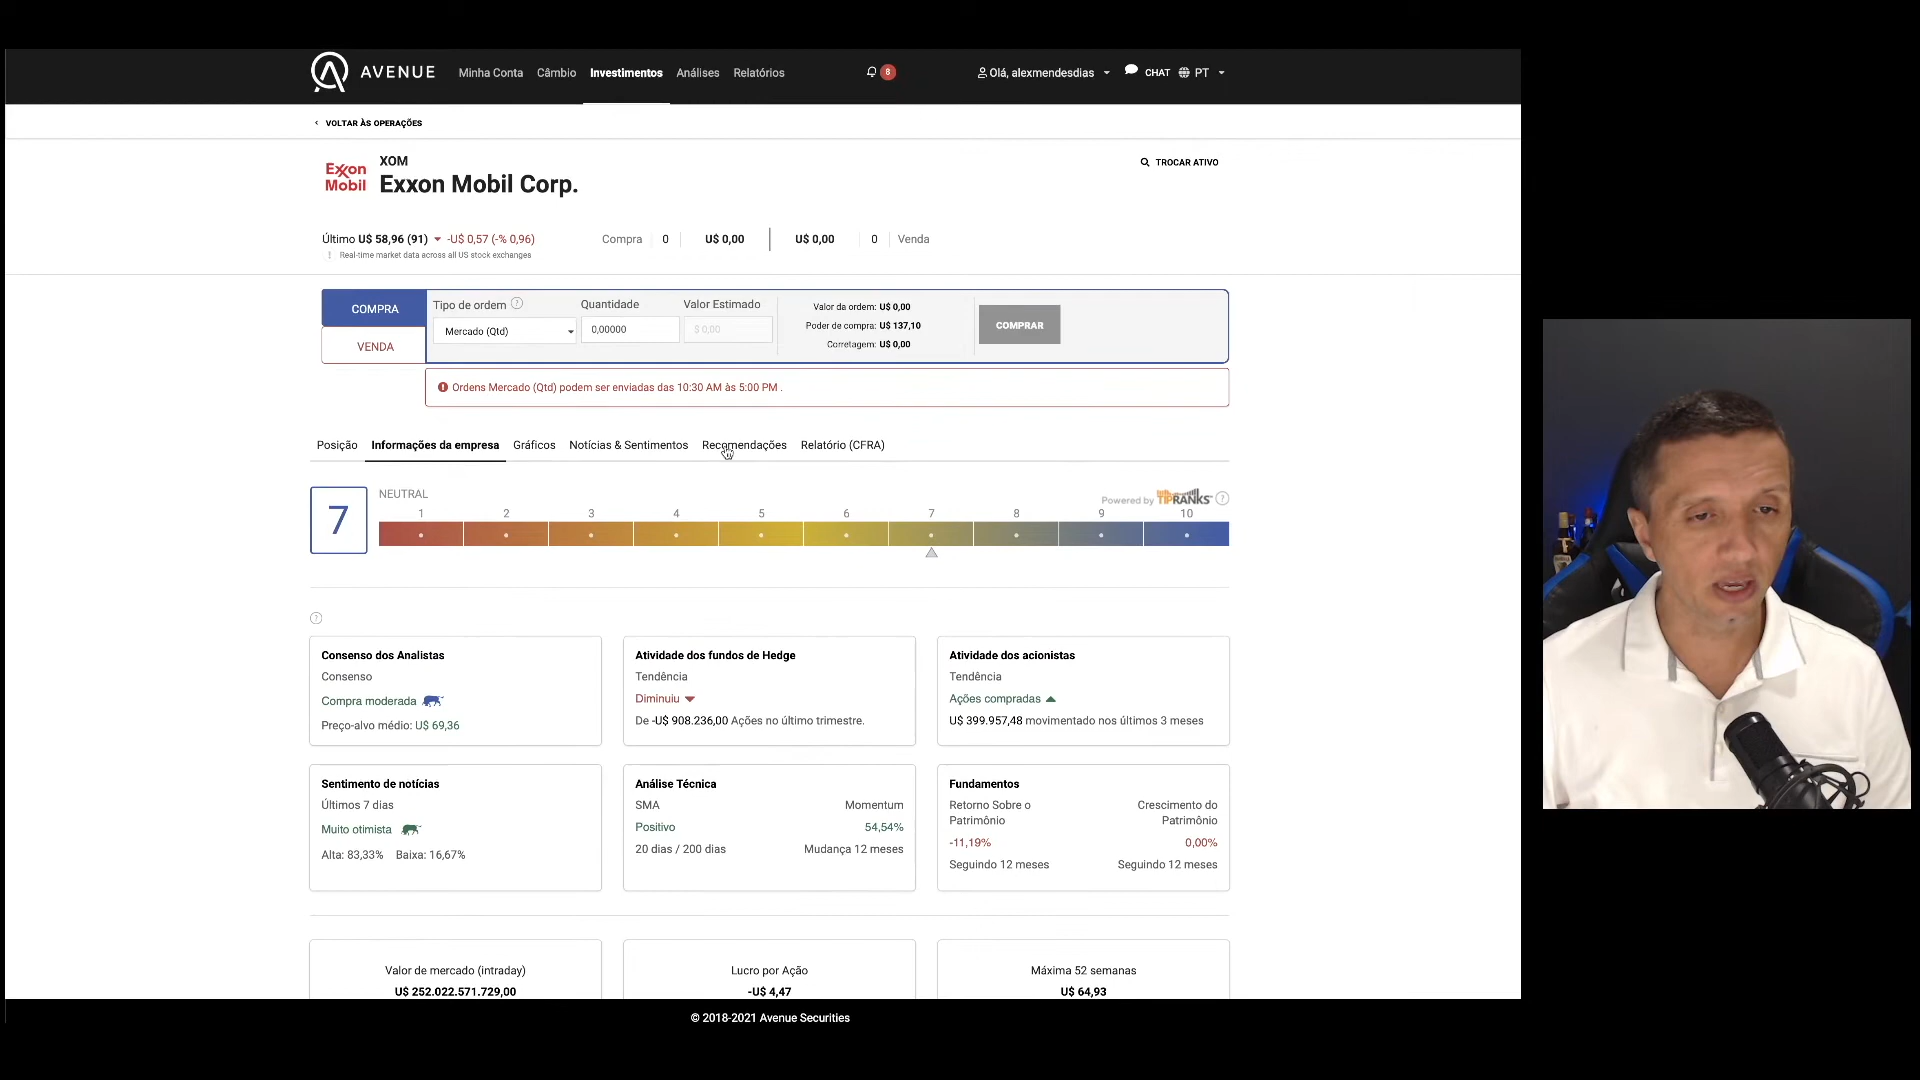 AVENUE
Minha Conta Câmbio Investimentos Análises Relatórios 8 Olá, alexmendesdias CHAT PT
VOLTAR ÀS OPERAÇÕES
Exxon
Mobil
XOM
Exxon Mobil Corp.
TROCAR ATIVO
Último U$ 58,96 (91) -U$ 0,57 (-% 0,96) Compra 0 U$ 0,00 U$ 0,00 0 Venda
! Real-time market data across all US stock exchanges
COMPRA
VENDA
Tipo de ordem ? Quantidade Valor Estimado
Mercado (Qtd) 0,00000 $ 0,00
Valor da ordem: U$ 0,00
Poder de compra: U$ 137,10
Corretagem: U$ 0,00
COMPRAR
Ordens Mercado (Qtd) podem ser enviadas das 10:30 AM às 5:00 PM .
Posição Informações da empresa Gráficos Notícias & Sentimentos Recomendações Relatório (CFRA)
7
NEUTRAL
Powered by TIPRANKS ?
1 2 3 4 5 6 7 8 9 10
?
Consenso dos Analistas
Consenso
Compra moderada
Preço-alvo médio: U$ 69,36
Atividade dos fundos de Hedge
Tendência
Diminuiu
De -U$ 908.236,00 Ações no último trimestre.
Atividade dos acionistas
Tendência
Ações compradas
U$ 399.957,48 movimentado nos últimos 3 meses
Sentimento de notícias
Últimos 7 dias
Muito otimista
Alta: 83,33% Baixa: 16,67%
Análise Técnica
SMA Momentum
Positivo 54,54%
20 dias / 200 dias Mudança 12 meses
Fundamentos
Retorno Sobre o Crescimento do
Patrimônio Patrimônio
-11,19% 0,00%
Seguindo 12 meses Seguindo 12 meses
Valor de mercado (intraday)
U$ 252.022.571.729,00
Lucro por Ação
-U$ 4,47
Máxima 52 semanas
U$ 64,93
© 2018-2021 Avenue Securities